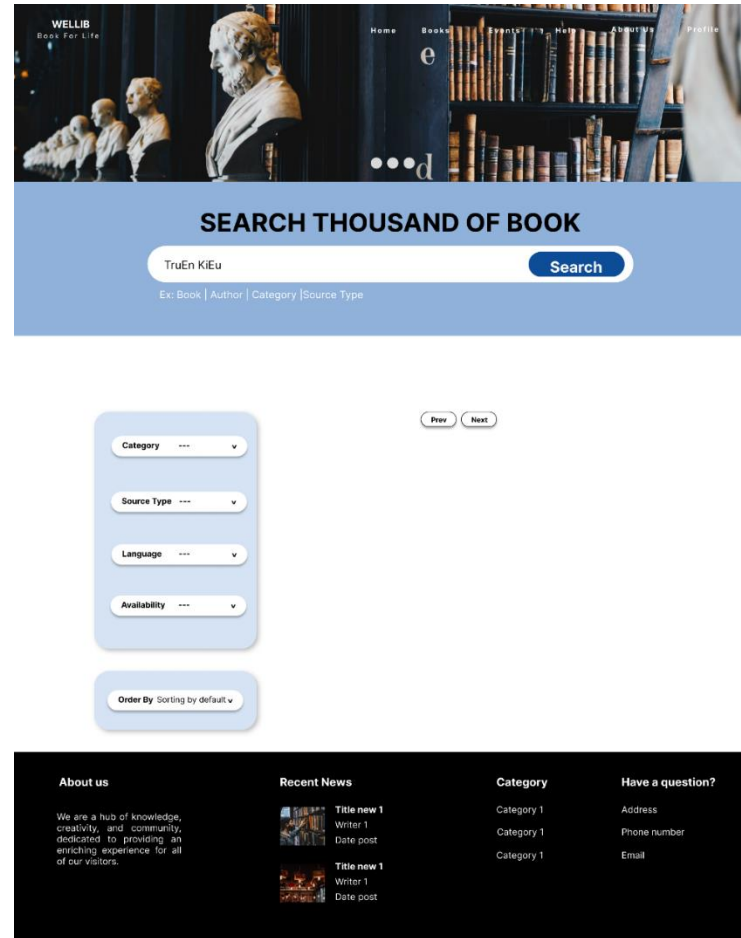 WELLIB
Book For Life
Home Books Events Help About Us Profile
e
d
SEARCH THOUSAND OF BOOK
TruEn KiEu
Search
Ex: Book | Author | Category |Source Type
Prev Next
Category --- v
Source Type --- v
Language --- v
Availability --- v
Order By Sorting by default v
About us
We are a hub of knowledge,
creativity, and community,
dedicated to providing an
enriching experience for all
of our visitors.
Recent News
Title new 1
Writer 1
Date post
Title new 1
Writer 1
Date post
Category
Category 1
Category 1
Category 1
Have a question?
Address
Phone number
Email